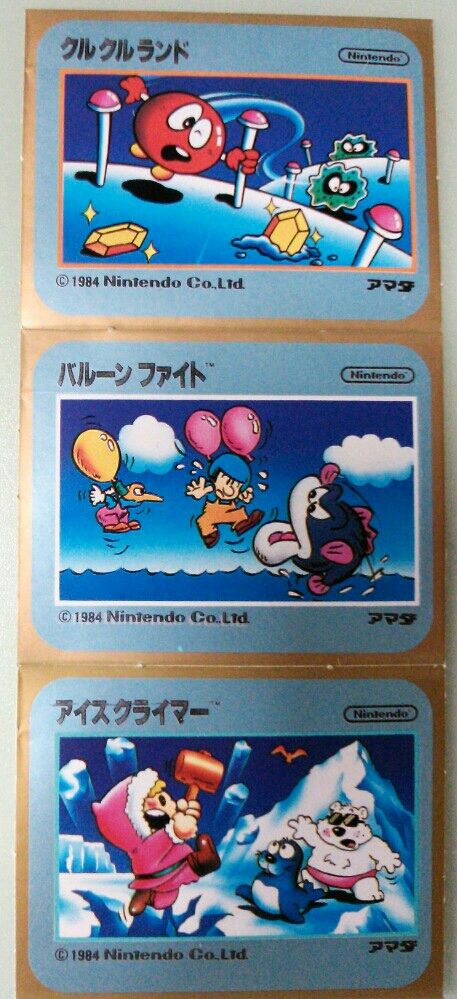 クルクルランド
Nintendo
© 1984 Nintendo Co., Ltd.
アマダ
バルーン ファイト™
Nintendo
© 1984 Nintendo Co., Ltd.
アマダ
アイスクライマー™
Nintendo
© 1984 Nintendo Co., Ltd.
アマダ